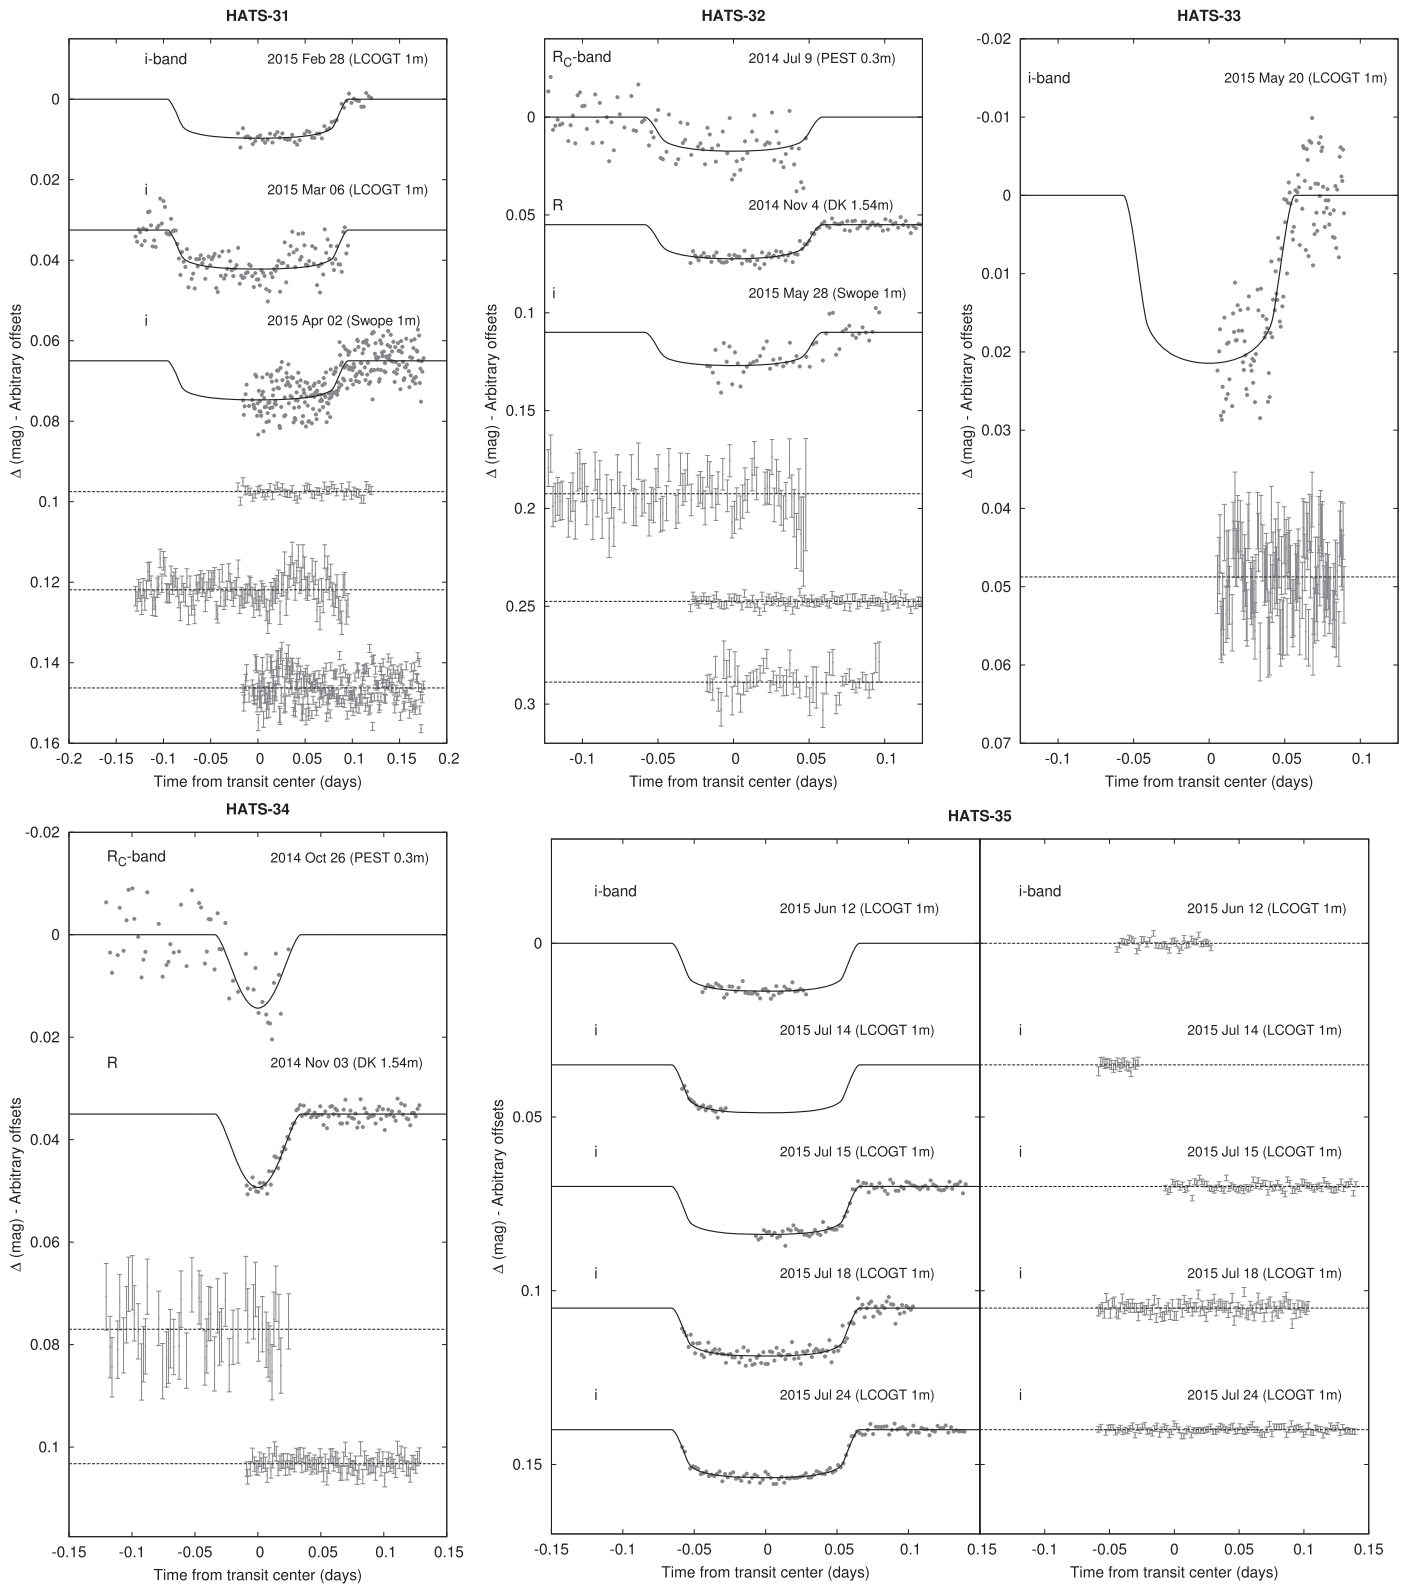 HATS-31
i-band 2015 Feb 28 (LCOGT 1m)
0
0.02
i 2015 Mar 06 (LCOGT 1m)
0.04
i 2015 Apr 02 (Swope 1m)
0.06
0.08
0.1
0.12
0.14
0.16
Δ (mag) - Arbitrary offsets
-0.2 -0.15 -0.1 -0.05 0 0.05 0.1 0.15 0.2
Time from transit center (days)
HATS-32
RC-band 2014 Jul 9 (PEST 0.3m)
0
R 2014 Nov 4 (DK 1.54m)
0.05
i 2015 May 28 (Swope 1m)
0.1
0.15
0.2
0.25
0.3
Δ (mag) - Arbitrary offsets
-0.1 -0.05 0 0.05 0.1
Time from transit center (days)
HATS-33
-0.02
i-band 2015 May 20 (LCOGT 1m)
-0.01
0
0.01
0.02
0.03
0.04
0.05
0.06
0.07
Δ (mag) - Arbitrary offsets
-0.1 -0.05 0 0.05 0.1
Time from transit center (days)
HATS-34
-0.02
RC-band 2014 Oct 26 (PEST 0.3m)
0
0.02
R 2014 Nov 03 (DK 1.54m)
0.04
0.06
0.08
0.1
Δ (mag) - Arbitrary offsets
-0.15 -0.1 -0.05 0 0.05 0.1 0.15
Time from transit center (days)
HATS-35
i-band
2015 Jun 12 (LCOGT 1m)
0
i 2015 Jul 14 (LCOGT 1m)
0.05
i 2015 Jul 15 (LCOGT 1m)
i 2015 Jul 18 (LCOGT 1m)
0.1
i 2015 Jul 24 (LCOGT 1m)
0.15
Δ (mag) - Arbitrary offsets
-0.15 -0.1 -0.05 0 0.05 0.1
Time from transit center (days)
i-band
2015 Jun 12 (LCOGT 1m)
i 2015 Jul 14 (LCOGT 1m)
i 2015 Jul 15 (LCOGT 1m)
i 2015 Jul 18 (LCOGT 1m)
i 2015 Jul 24 (LCOGT 1m)
-0.15 -0.1 -0.05 0 0.05 0.1 0.15
Time from transit center (days)